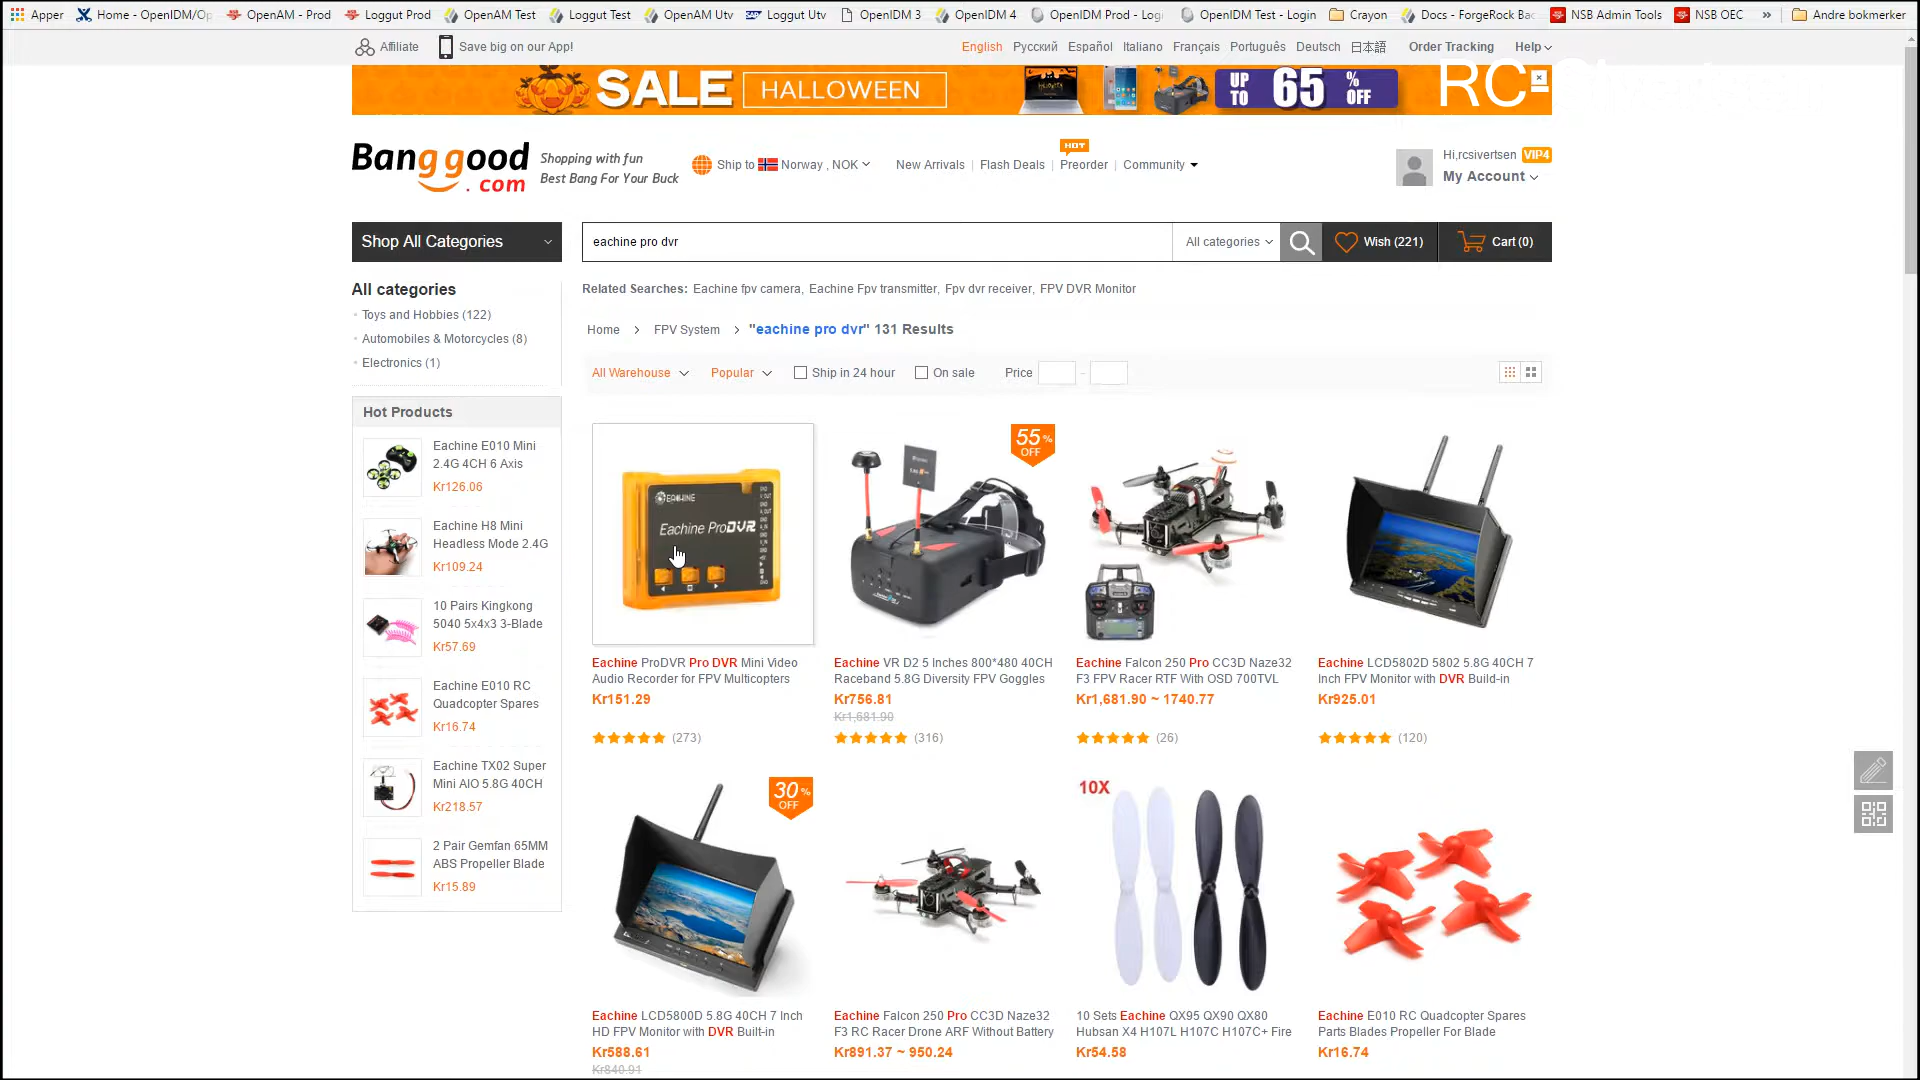 Apper Home - OpenIDM/Op OpenAM - Prod Loggut Prod OpenAM Test Loggut Test OpenAM Utv Loggut Utv OpenIDM 3 OpenIDM 4 OpenIDM Prod - Log OpenIDM Test - Login Crayon Docs - ForgeRock Bac NSB Admin Tools NSB OEC » Andre bokmerker
Affiliate Save big on our App! English Русский Español Italiano Français Português Deutsch 日本語 Order Tracking Help
SALE HALLOWEEN UP TO 65 % OFF RC-
HOT
Banggood.com Shopping with fun
Best Bang For Your Buck
Ship to Norway , NOK New Arrivals Flash Deals Preorder Community
Hi,rcsivertsen VIP4
My Account
Shop All Categories eachine pro dvr All categories Wish (221) Cart (0)
All categories
Toys and Hobbies (122)
Automobiles & Motorcycles (8)
Electronics (1)
Related Searches: Eachine fpv camera, Eachine Fpv transmitter, Fpv dvr receiver, FPV DVR Monitor
Home > FPV System > "eachine pro dvr" 131 Results
All Warehouse Popular Ship in 24 hour On sale Price -
Hot Products
Eachine E010 Mini
2.4G 4CH 6 Axis
Kr126.06
Eachine H8 Mini
Headless Mode 2.4G
Kr109.24
10 Pairs Kingkong
5040 5x4x3 3-Blade
Kr57.69
Eachine E010 RC
Quadcopter Spares
Kr16.74
Eachine TX02 Super
Mini AIO 5.8G 40CH
Kr218.57
2 Pair Gemfan 65MM
ABS Propeller Blade
Kr15.89
EACHINE
Eachine ProDVR
Eachine ProDVR Pro DVR Mini Video
Audio Recorder for FPV Multicopters
Kr151.29
(273)
55% OFF
Eachine VR D2 5 Inches 800*480 40CH
Raceband 5.8G Diversity FPV Goggles
Kr756.81
Kr1,681.90
(316)
Eachine Falcon 250 Pro CC3D Naze32
F3 FPV Racer RTF With OSD 700TVL
Kr1,681.90 ~ 1740.77
(26)
Eachine LCD5802D 5802 5.8G 40CH 7
Inch FPV Monitor with DVR Build-in
Kr925.01
(120)
30% OFF
Eachine LCD5800D 5.8G 40CH 7 Inch
HD FPV Monitor with DVR Built-in
Kr588.61
Kr840.91
Eachine Falcon 250 Pro CC3D Naze32
F3 RC Racer Drone ARF Without Battery
Kr891.37 ~ 950.24
10X
10 Sets Eachine QX95 QX90 QX80
Hubsan X4 H107L H107C H107C+ Fire
Kr54.58
Eachine E010 RC Quadcopter Spares
Parts Blades Propeller For Blade
Kr16.74